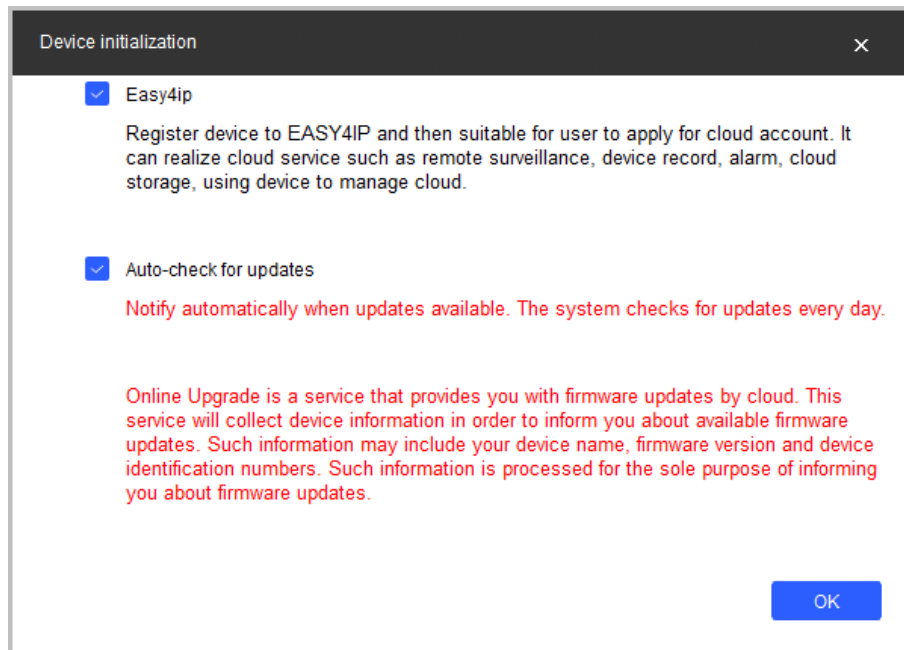 Device initialization
Easy4ip
Register device to EASY4IP and then suitable for user to apply for cloud account. It
can realize cloud service such as remote surveillance, device record, alarm, cloud
storage, using device to manage cloud.
Auto-check for updates
Notify automatically when updates available. The system checks for updates every day.
Online Upgrade is a service that provides you with firmware updates by cloud. This
service will collect device information in order to inform you about available firmware
updates. Such information may include your device name, firmware version and device
identification numbers. Such information is processed for the sole purpose of informing
you about firmware updates.
OK